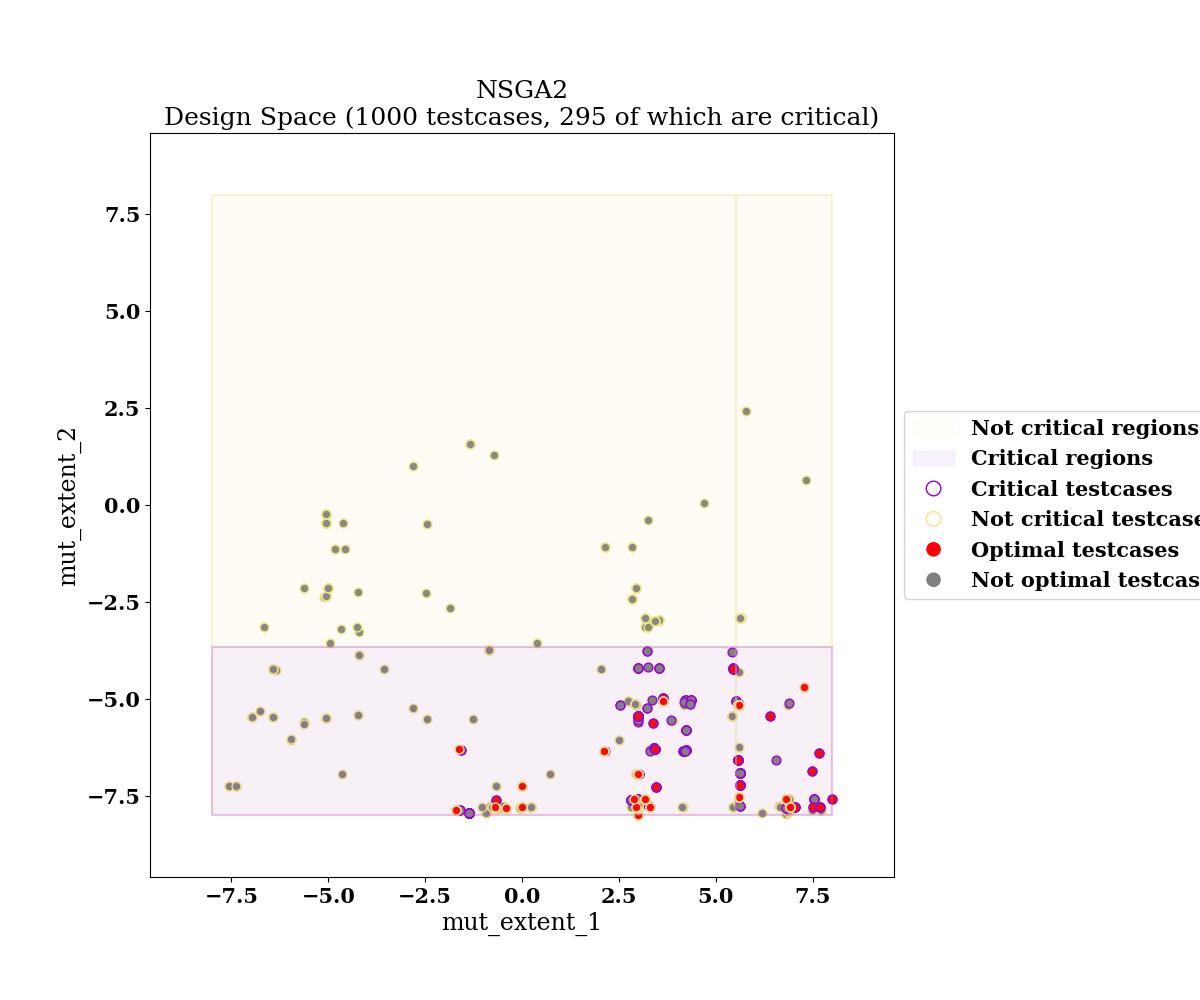 NSGA2
Design Space (1000 testcases, 295 of which are critical)
mut_extent_2
7.5
5.0
2.5
0.0
−2.5
−5.0
−7.5
−7.5
−5.0
−2.5
0.0
2.5
5.0
7.5
mut_extent_1
Not critical regions
Critical regions
Critical testcases
Not critical testcase
Optimal testcases
Not optimal testcas